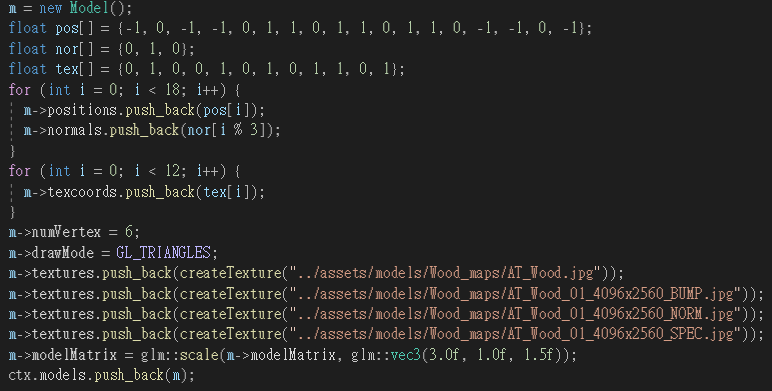 m = new Model();
float pos[] = {-1, 0, -1, -1, 0, 1, 1, 0, 1, 1, 0, 1, 1, 0, -1, -1, 0, -1};
float nor[] = {0, 1, 0};
float tex[] = {0, 1, 0, 0, 1, 0, 1, 0, 1, 1, 0, 1};
for (int i = 0; i < 18; i++) {
m->positions.push_back(pos[i]);
m->normals.push_back(nor[i % 3]);
}
for (int i = 0; i < 12; i++) {
m->texcoords.push_back(tex[i]);
}
m->numVertex = 6;
m->drawMode = GL_TRIANGLES;
m->textures.push_back(createTexture("../assets/models/Wood_maps/AT_Wood.jpg"));
m->textures.push_back(createTexture("../assets/models/Wood_maps/AT_Wood_01_4096x2560_BUMP.jpg"));
m->textures.push_back(createTexture("../assets/models/Wood_maps/AT_Wood_01_4096x2560_NORM.jpg"));
m->textures.push_back(createTexture("../assets/models/Wood_maps/AT_Wood_01_4096x2560_SPEC.jpg"));
m->modelMatrix = glm::scale(m->modelMatrix, glm::vec3(3.0f, 1.0f, 1.5f));
ctx.models.push_back(m);